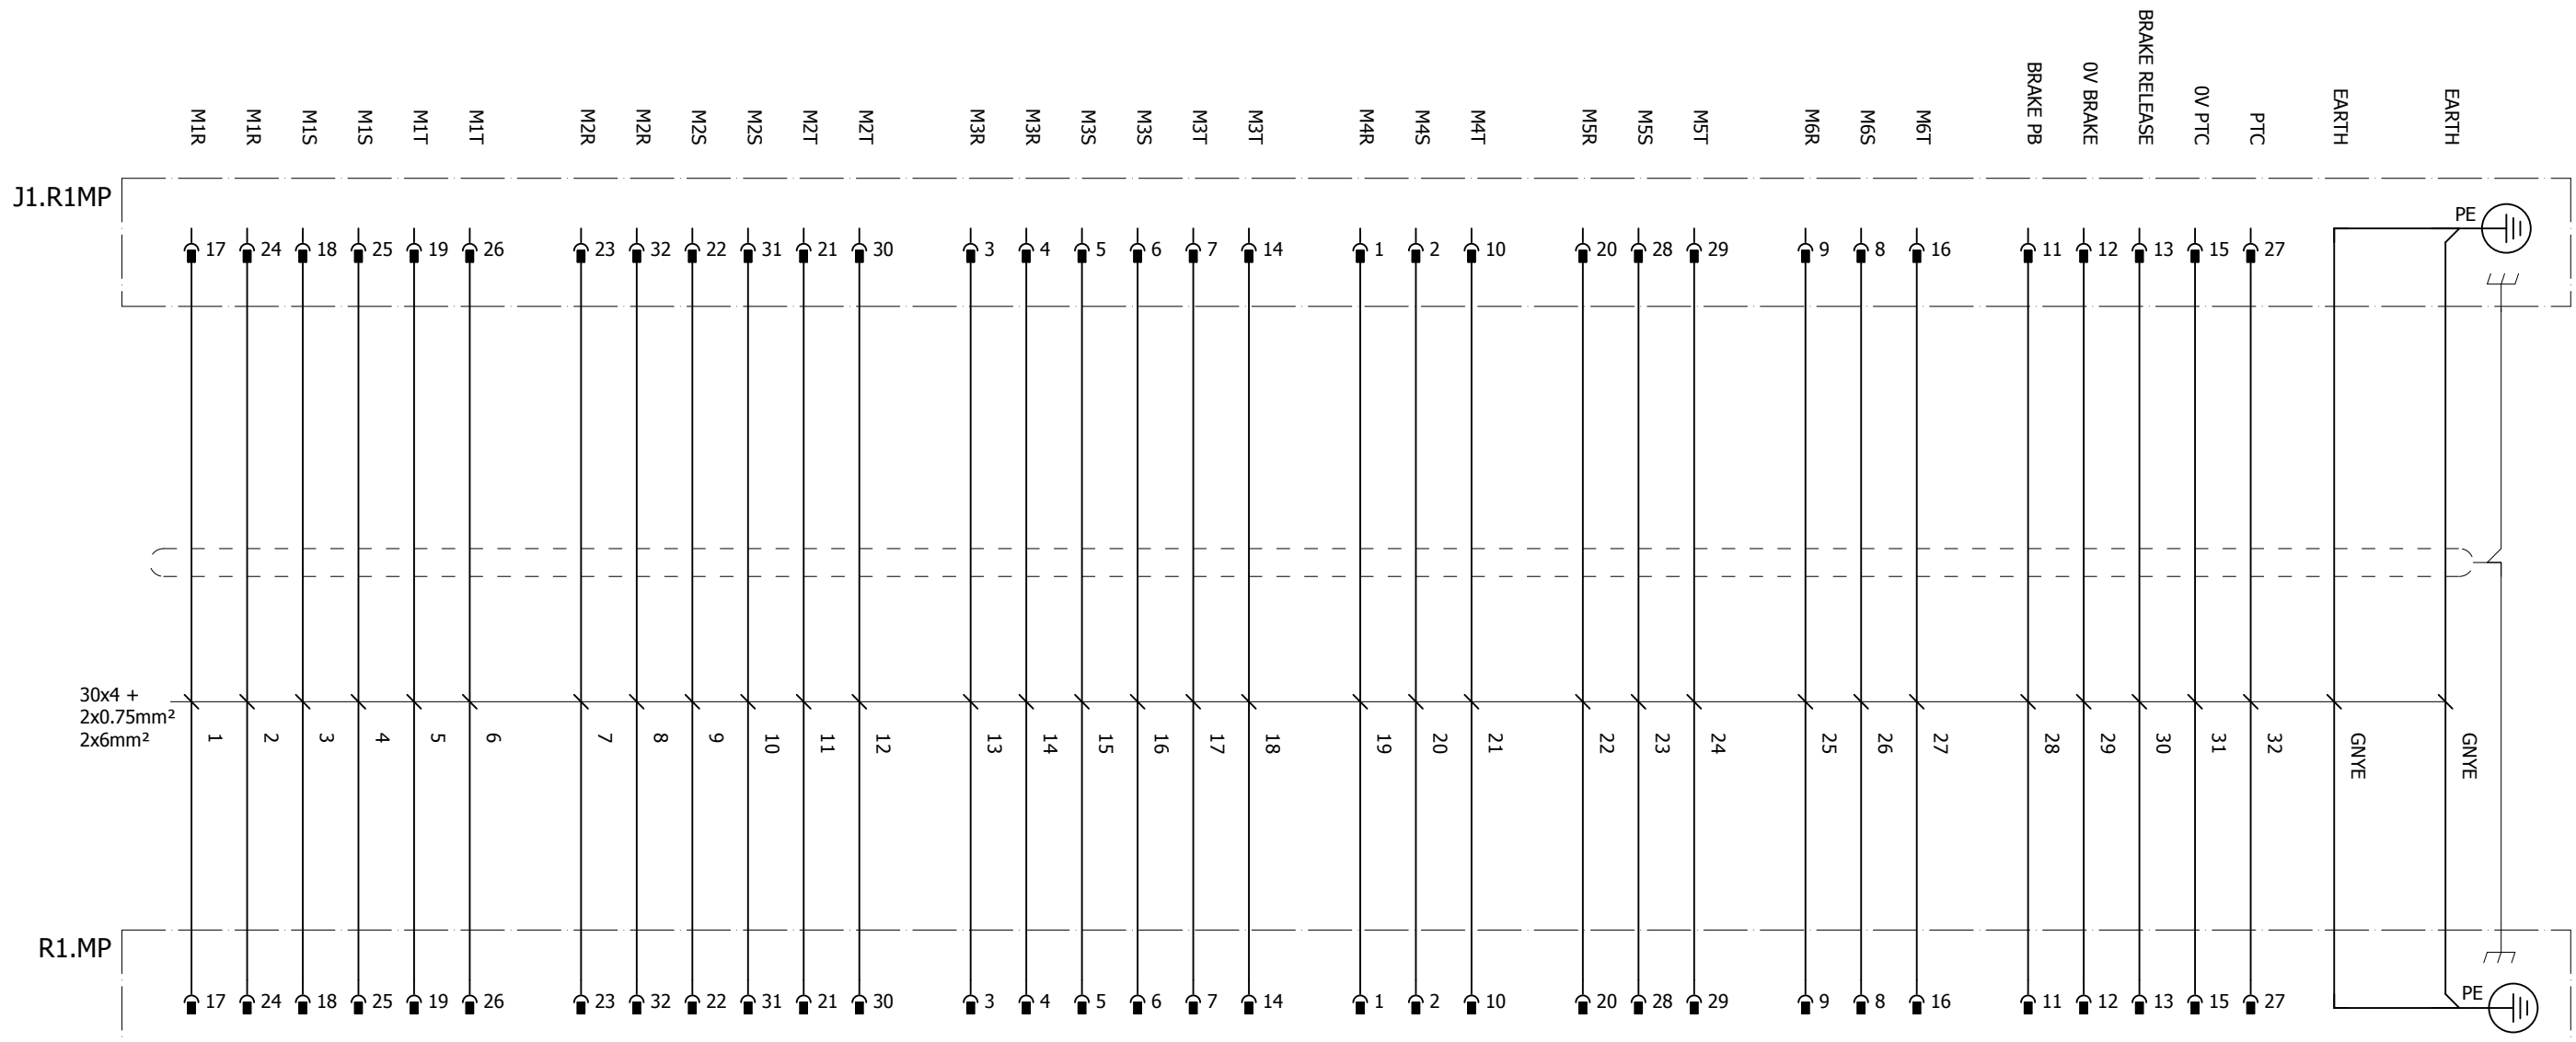 M1R M1R M1S M1S M1T M1T M2R M2R M2S M2S M2T M2T M3R M3R M3S M3S M3T M3T M4R M4S M4T M5R M5S M5T M6R M6S M6T BRAKE PB 0V BRAKE BRAKE RELEASE 0V PTC PTC EARTH EARTH
J1.R1MP
PE
17 24 18 25 19 26 23 32 22 31 21 30 3 4 5 6 7 14 1 2 10 20 28 29 9 8 16 11 12 13 15 27
30x4 +
2x0.75mm²
2x6mm²
1 2 3 4 5 6 7 8 9 10 11 12 13 14 15 16 17 18 19 20 21 22 23 24 25 26 27 28 29 30 31 32 GNYE GNYE
R1.MP
PE
17 24 18 25 19 26 23 32 22 31 21 30 3 4 5 6 7 14 1 2 10 20 28 29 9 8 16 11 12 13 15 27